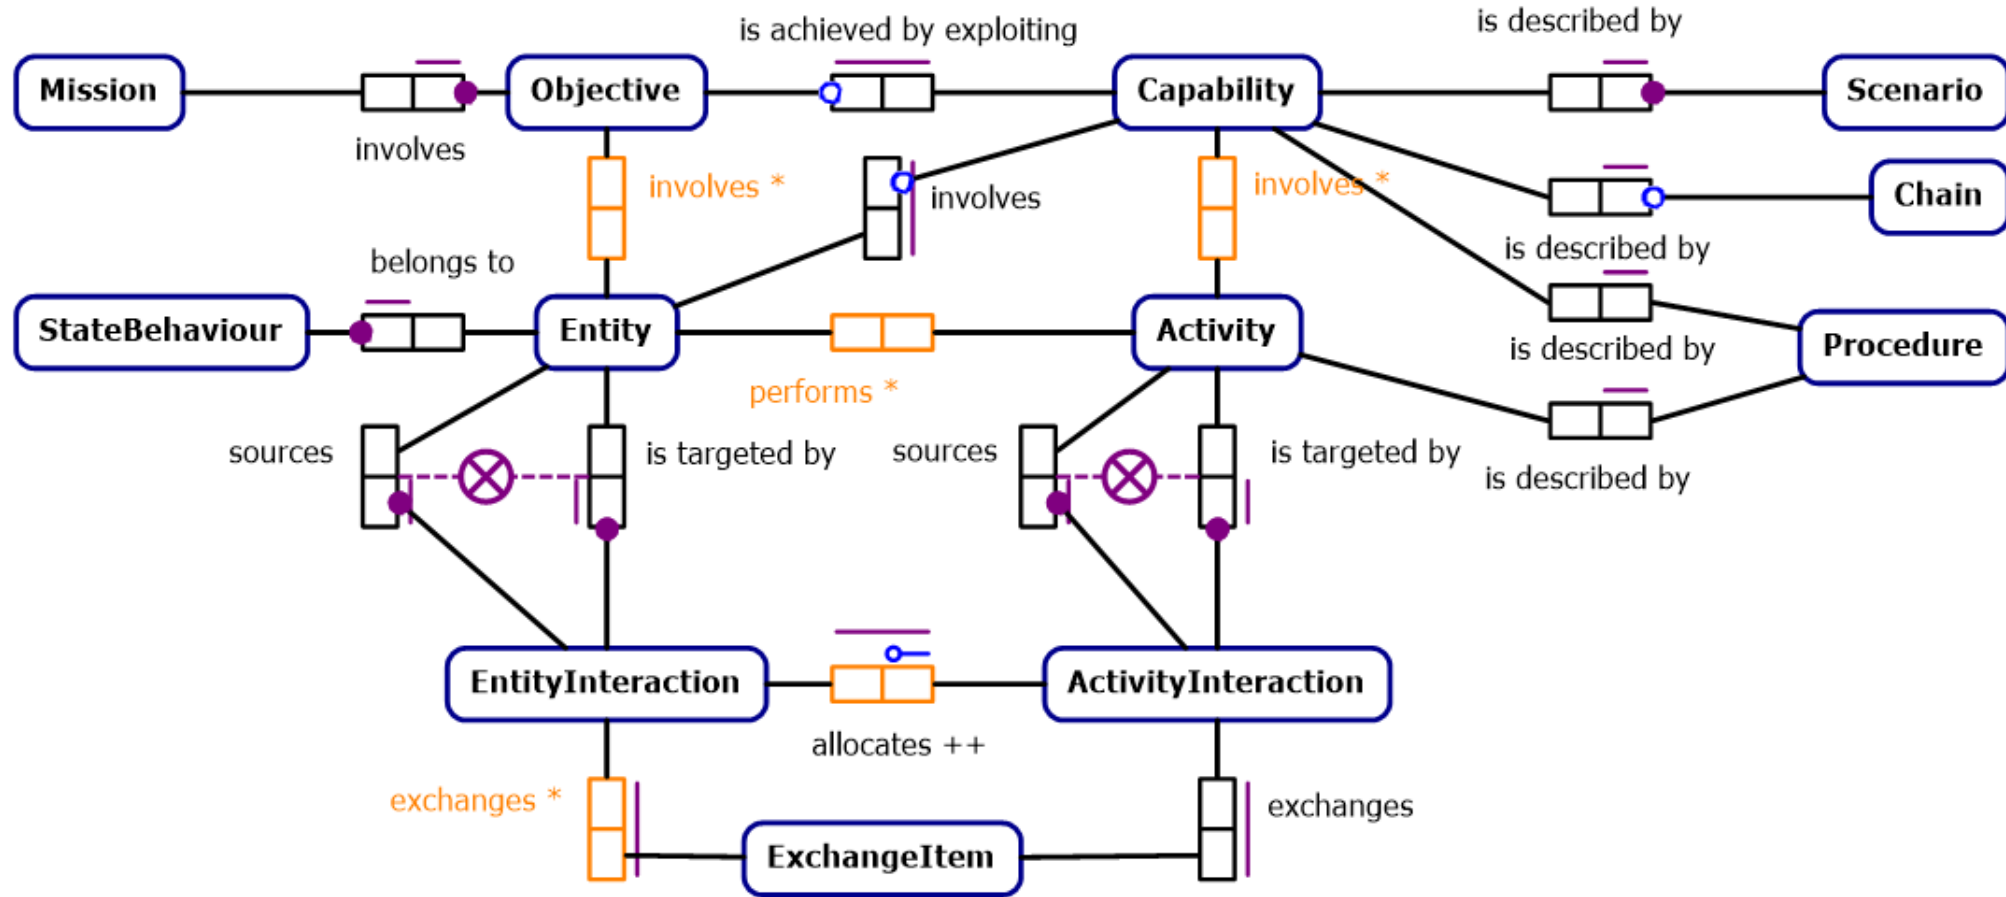 is achieved by exploiting
is described by
Mission
Objective
Capability
Scenario
involves
involves *
involves
involves *
Chain
is described by
belongs to
StateBehaviour
Entity
Activity
is described by
Procedure
performs *
sources
is targeted by
sources
is targeted by
is described by
EntityInteraction
ActivityInteraction
allocates ++
exchanges *
exchanges
ExchangeItem